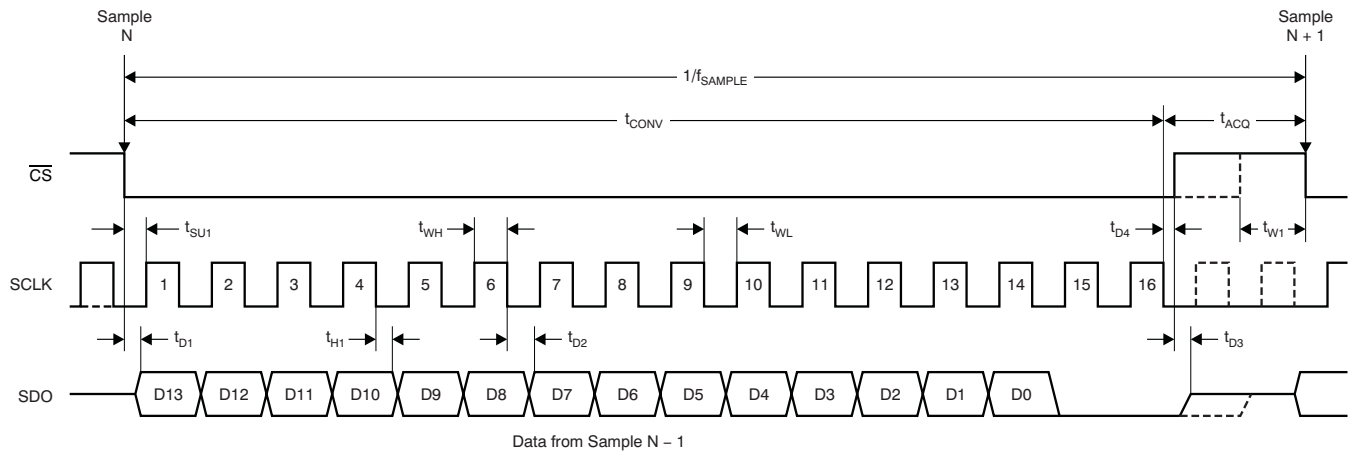 Sample
N
Sample
N + 1
1/fSAMPLE
tCONV
tACQ
CS
tSU1
tWH
tWL
tD4
tW1
SCLK
1 2 3 4 5 6 7 8 9 10 11 12 13 14 15 16
tD1
tH1
tD2
tD3
SDO
D13 D12 D11 D10 D9 D8 D7 D6 D5 D4 D3 D2 D1 D0
Data from Sample N − 1